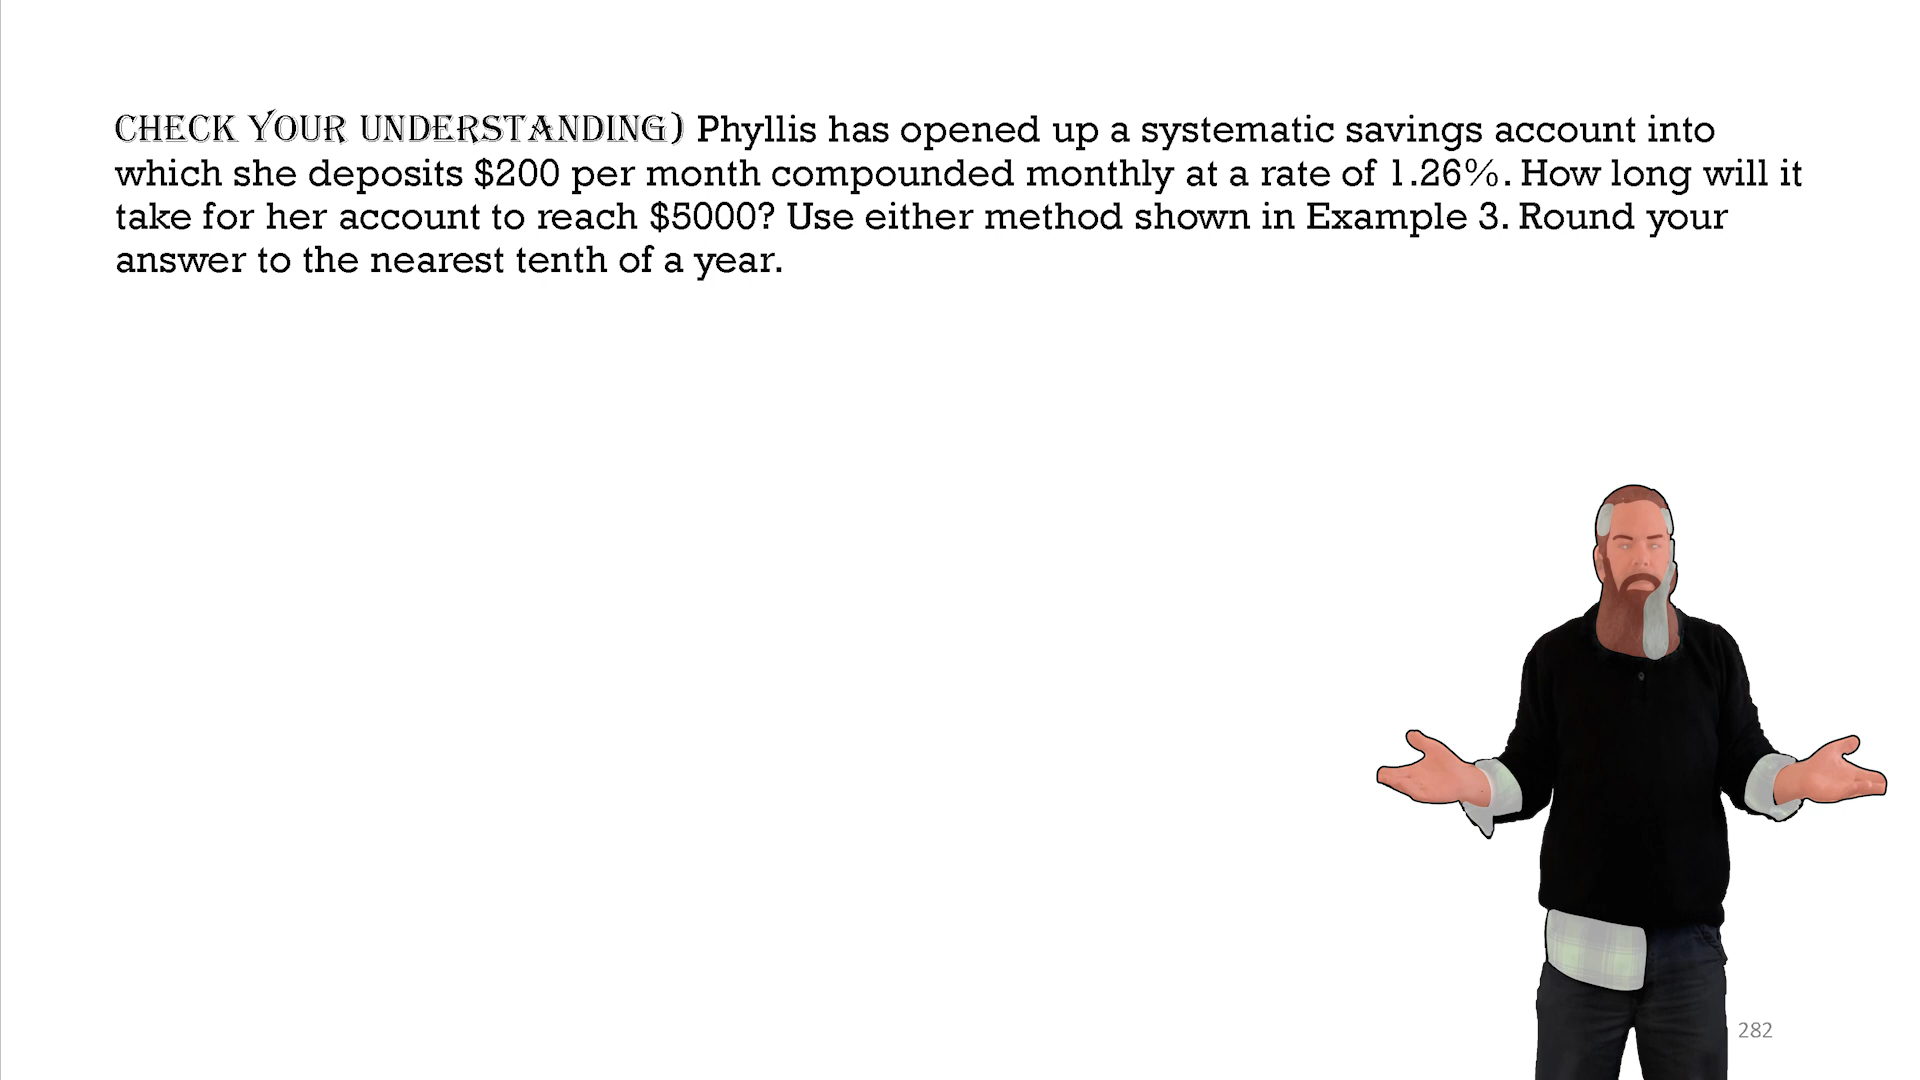 CHECK YOUR UNDERSTANDING) Phyllis has opened up a systematic savings account into
which she deposits $200 per month compounded monthly at a rate of 1.26%. How long will it
take for her account to reach $5000? Use either method shown in Example 3. Round your
answer to the nearest tenth of a year.
282